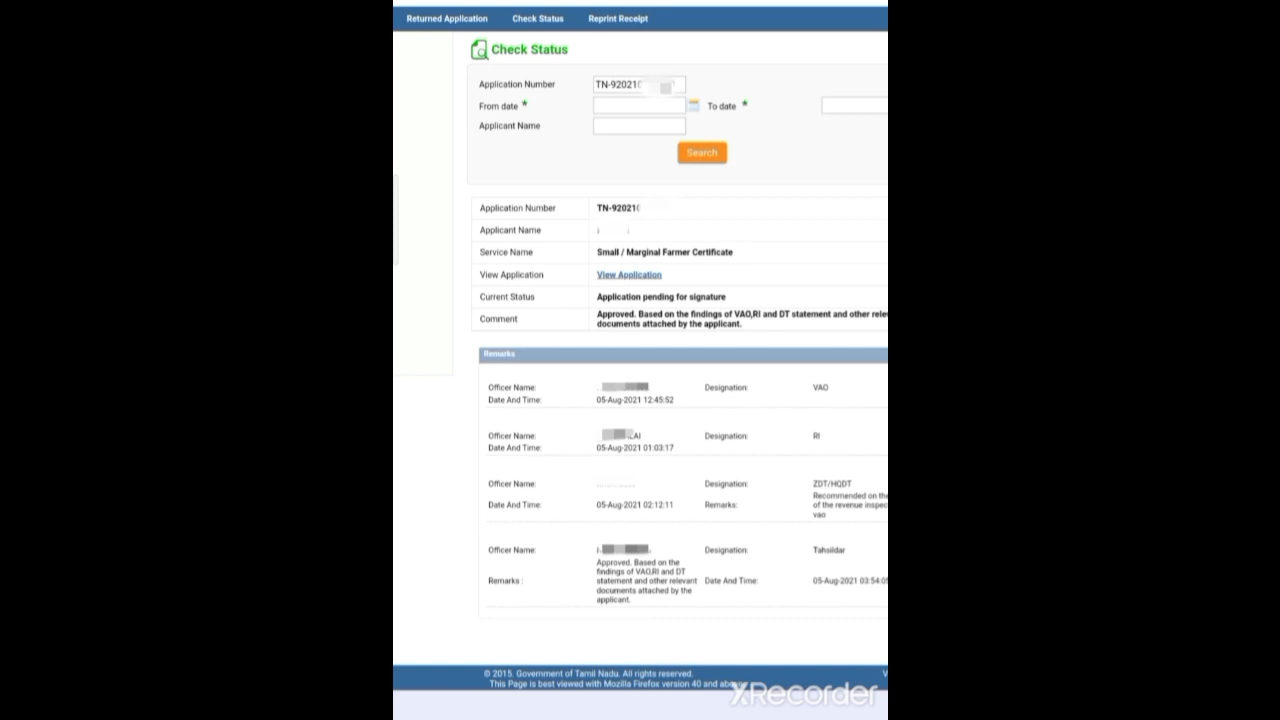 Returned Application Check Status Reprint Receipt
Check Status
Application Number TN-92021
From date * To date *
Applicant Name
Search
Application Number TN-92021
Applicant Name
Service Name Small / Marginal Farmer Certificate
View Application View Application
Current Status Application pending for signature
Comment Approved. Based on the findings of VAO,RI and DT statement and other
documents attached by the applicant.
Remarks
Officer Name: Designation: VAO
Date And Time: 05-Aug-2021 12:45:52
Officer Name: Designation: RI
Date And Time: 05-Aug-2021 01:03:17
Officer Name: Designation: ZDT/HQDT
Date And Time: 05-Aug-2021 02:12:11 Remarks: Recommended on the
of the revenue
vao
Officer Name: Designation: Tahsildar
Remarks : Approved. Based on the
findings of VAO,RI and DT
statement and other relevant
documents attached by the
applicant. Date And Time: 05-Aug-2021
© 2015. Government of Tamil Nadu. All rights reserved.
This Page is best viewed with Mozilla Firefox version 40 and
XRecorder